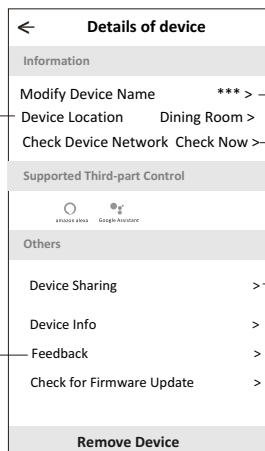 ← Details of device
Information
Modify Device Name *** >
Device Location Dining Room >
Check Device Network Check Now >
Supported Third-part Control
amazon alexa Google Assistant
Others
Device Sharing >
Device Info >
Feedback >
Check for Firmware Update >
Remove Device